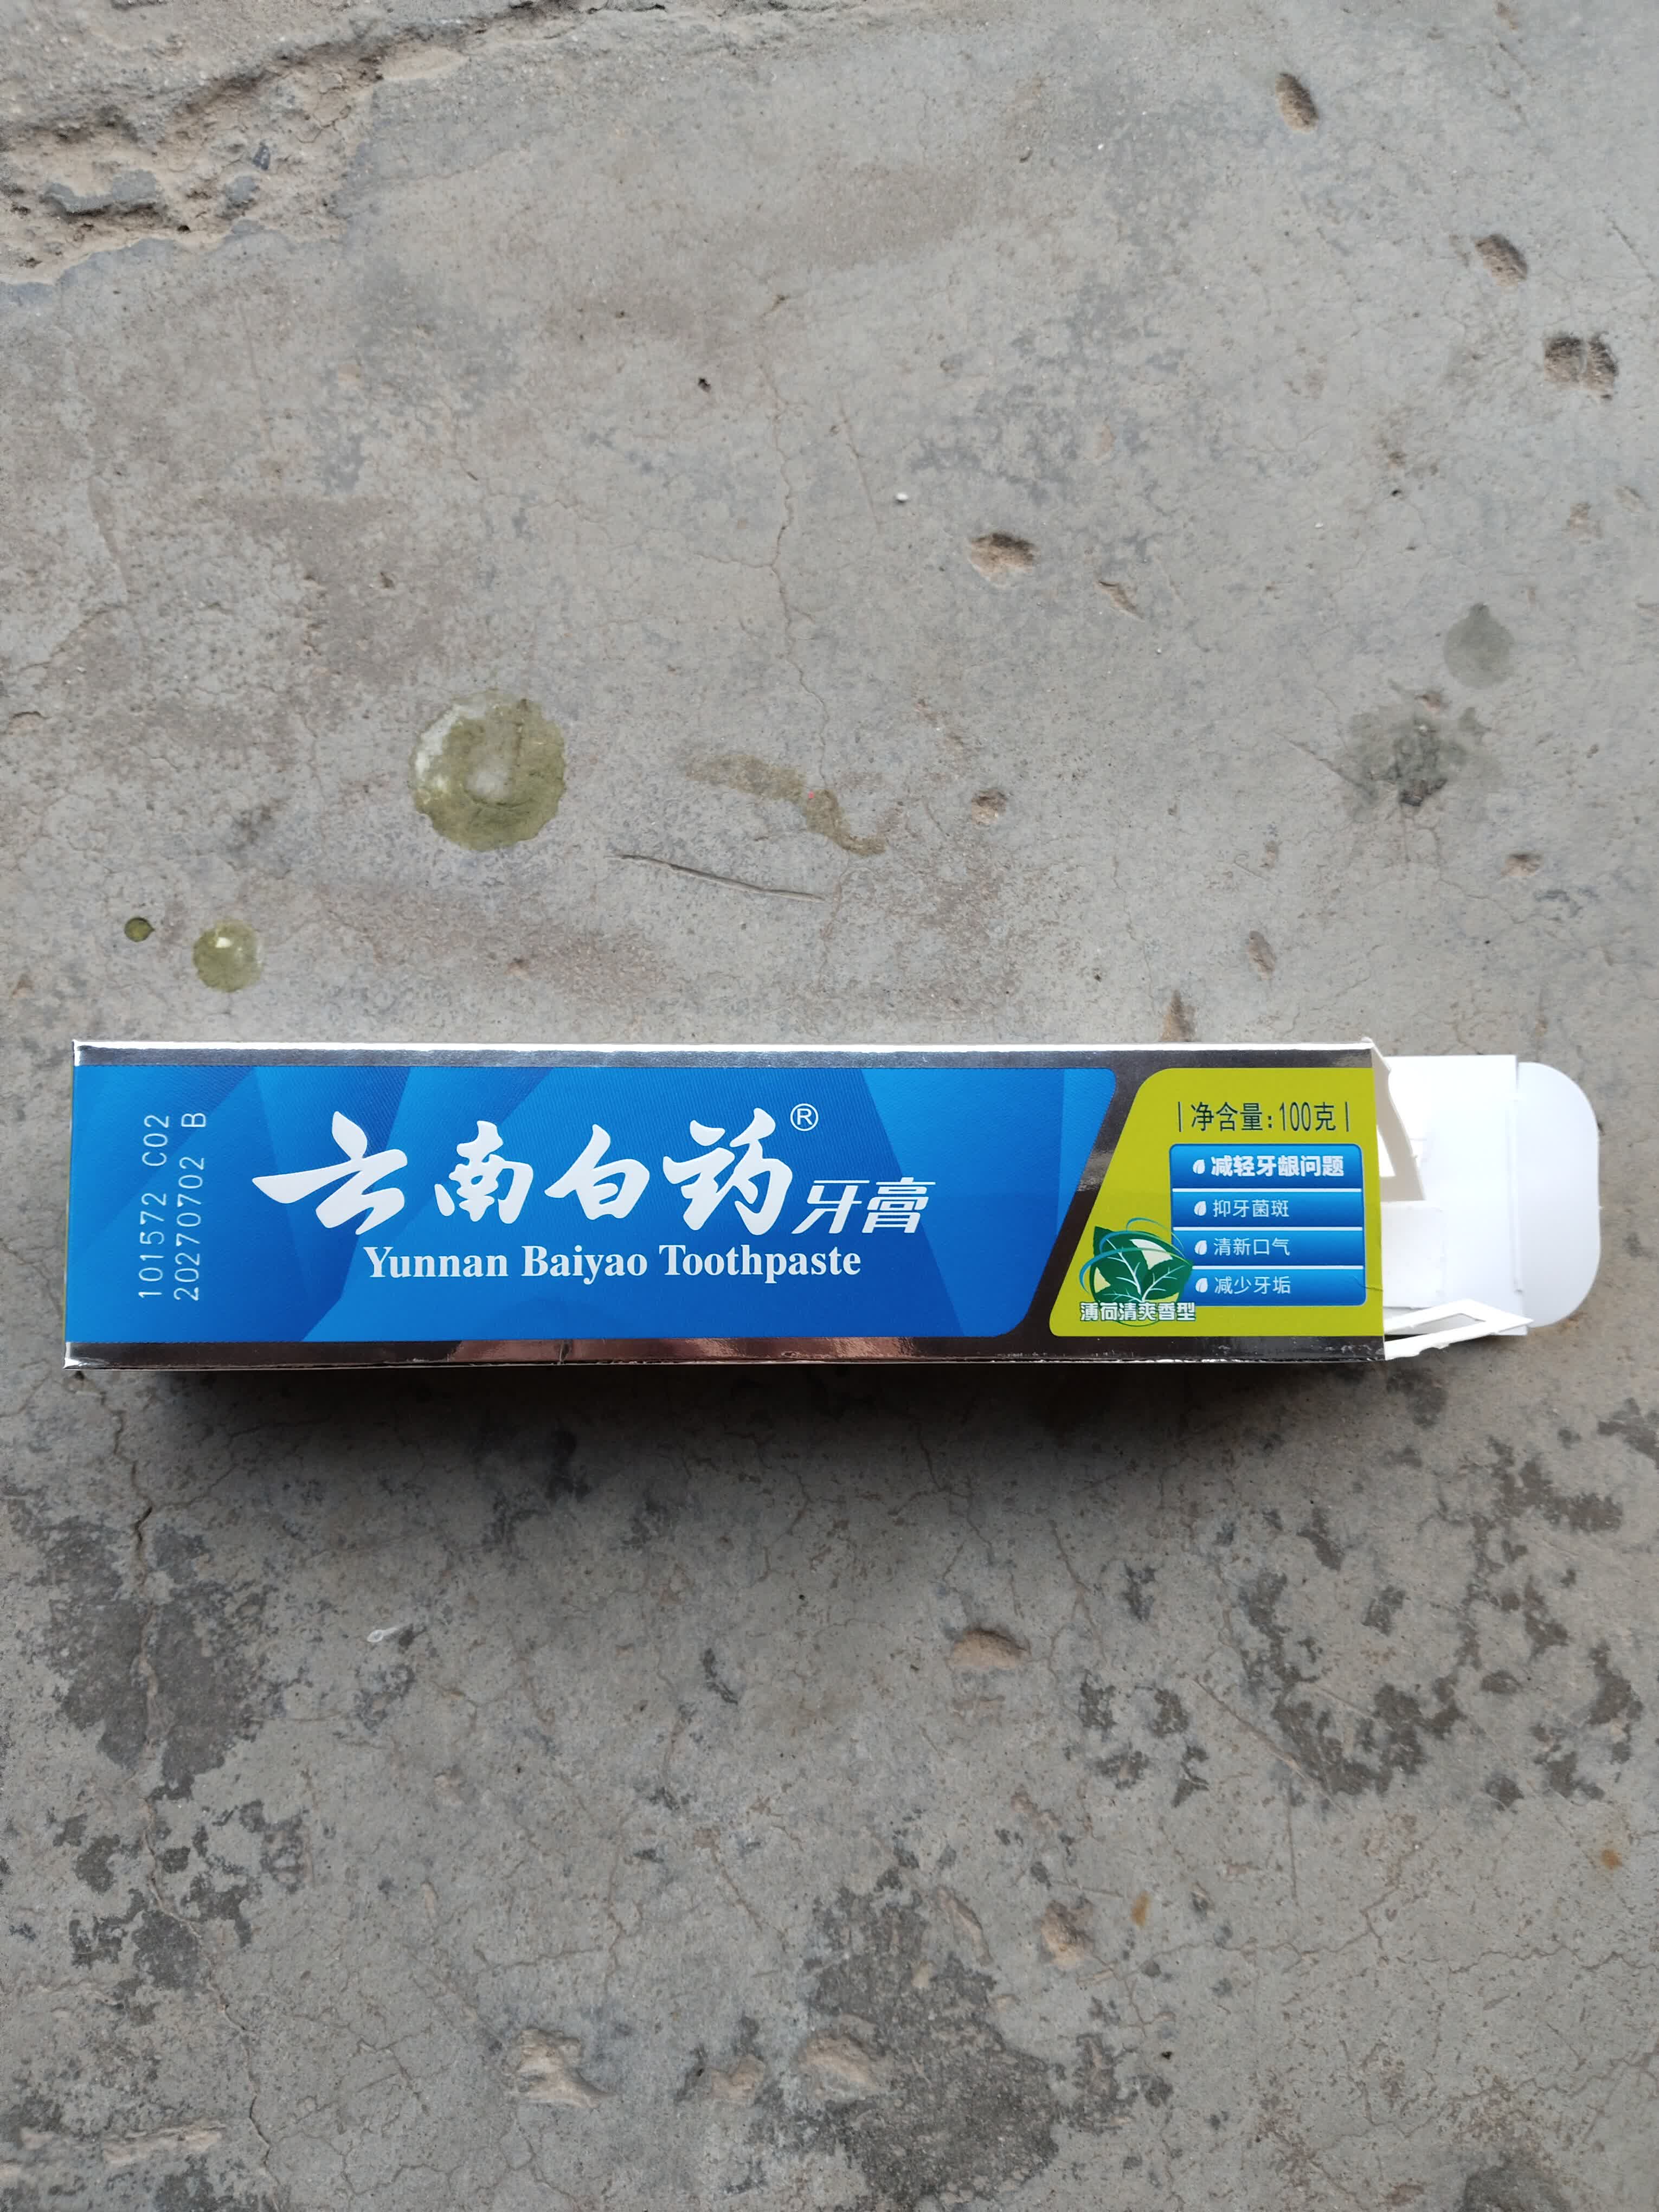 101572 C02
20270702 B
云南白药®牙膏
Yunnan Baiyao Toothpaste
|净含量:100克|
减轻牙龈问题
抑牙菌斑
清新口气
减少牙垢
薄荷清爽香型